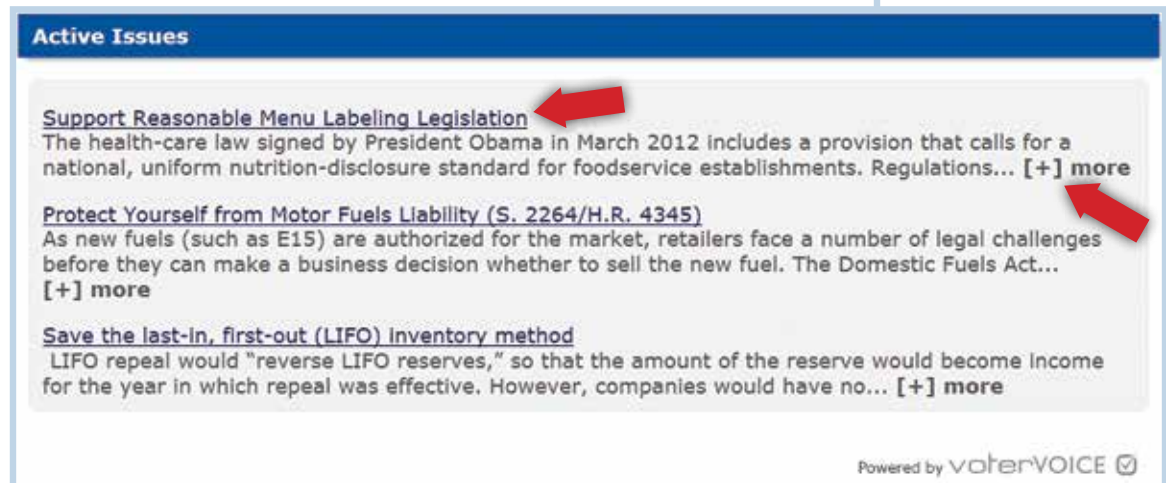 Active Issues
Support Reasonable Menu Labeling Legislation
The health-care law signed by President Obama in March 2012 includes a provision that calls for a
national, uniform nutrition-disclosure standard for foodservice establishments. Regulations... [+] more
Protect Yourself from Motor Fuels Liability (S. 2264/H.R. 4345)
As new fuels (such as E15) are authorized for the market, retailers face a number of legal challenges
before they can make a business decision whether to sell the new fuel. The Domestic Fuels Act...
[+] more
Save the last-in, first-out (LIFO) inventory method
LIFO repeal would "reverse LIFO reserves," so that the amount of the reserve would become income
for the year in which repeal was effective. However, companies would have no... [+] more
Powered by VoterVOICE